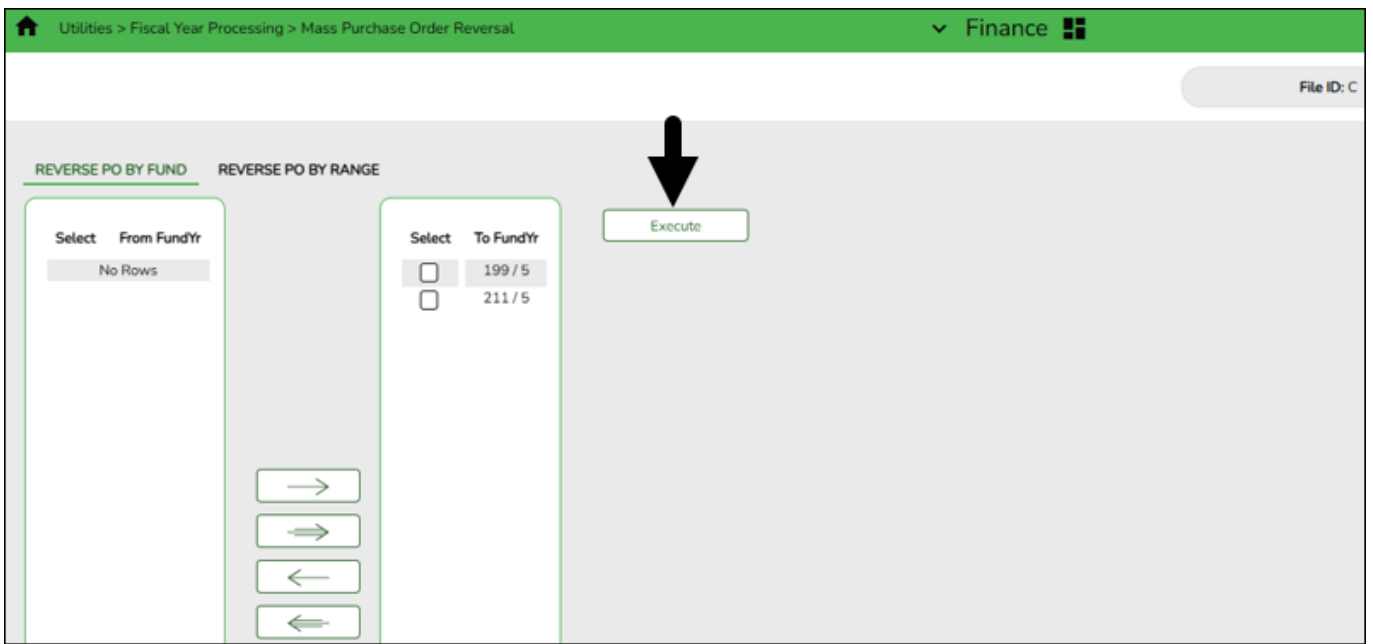 Utilities > Fiscal Year Processing > Mass Purchase Order Reversal
Finance
File ID: C
REVERSE PO BY FUND
REVERSE PO BY RANGE
Select From FundYr
No Rows
Select To FundYr
199 / 5
211 / 5
Execute